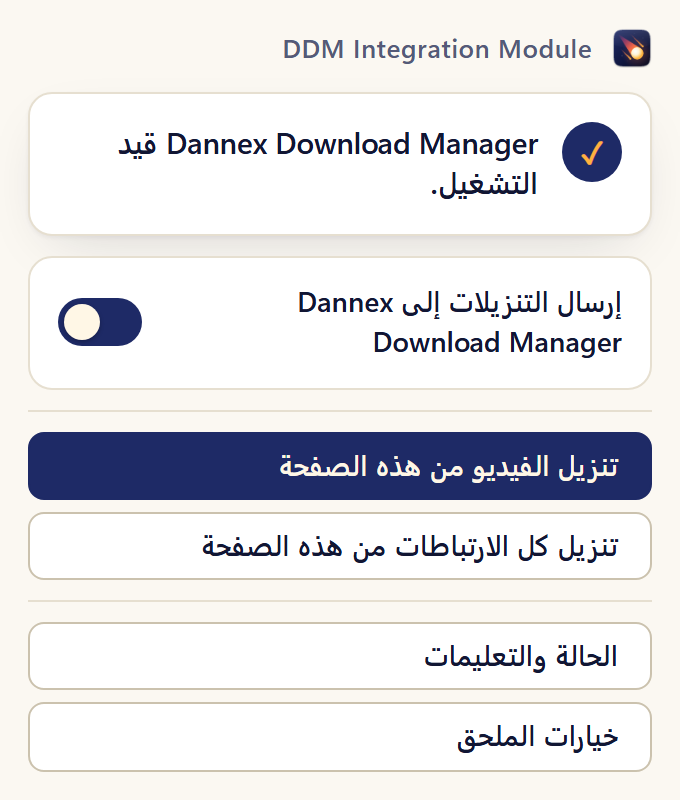 DDM Integration Module
Dannex Download Manager قيد
التشغيل.
إرسال التنزيلات إلى Dannex
Download Manager
تنزيل الفيديو من هذه الصفحة
تنزيل كل الارتباطات من هذه الصفحة
الحالة والتعليمات
خيارات الملحق